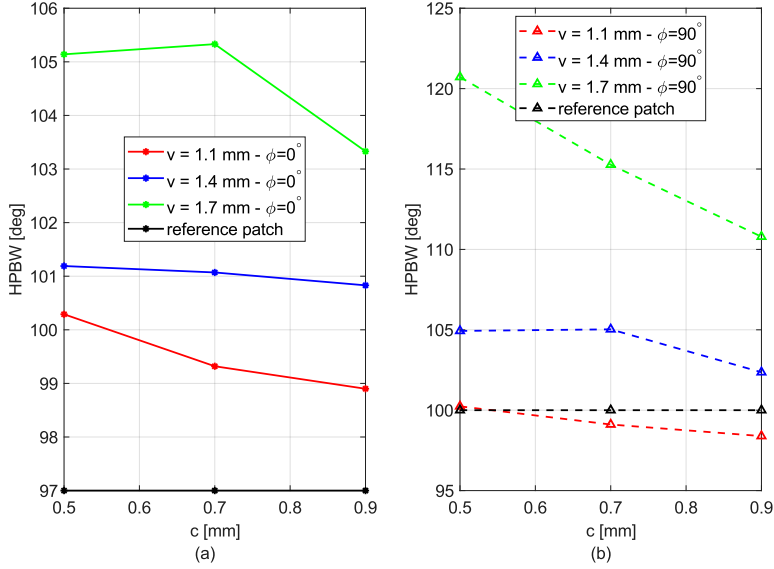 106
105
104
103
102
101
100
99
98
97
HPBW [deg]
v = 1.1 mm - ϕ=0°
v = 1.4 mm - ϕ=0°
v = 1.7 mm - ϕ=0°
reference patch
0.5 0.6 0.7 0.8 0.9
c [mm]
(a)
125
120
115
110
105
100
95
HPBW [deg]
v = 1.1 mm - ϕ=90°
v = 1.4 mm - ϕ=90°
v = 1.7 mm - ϕ=90°
reference patch
0.5 0.6 0.7 0.8 0.9
c [mm]
(b)